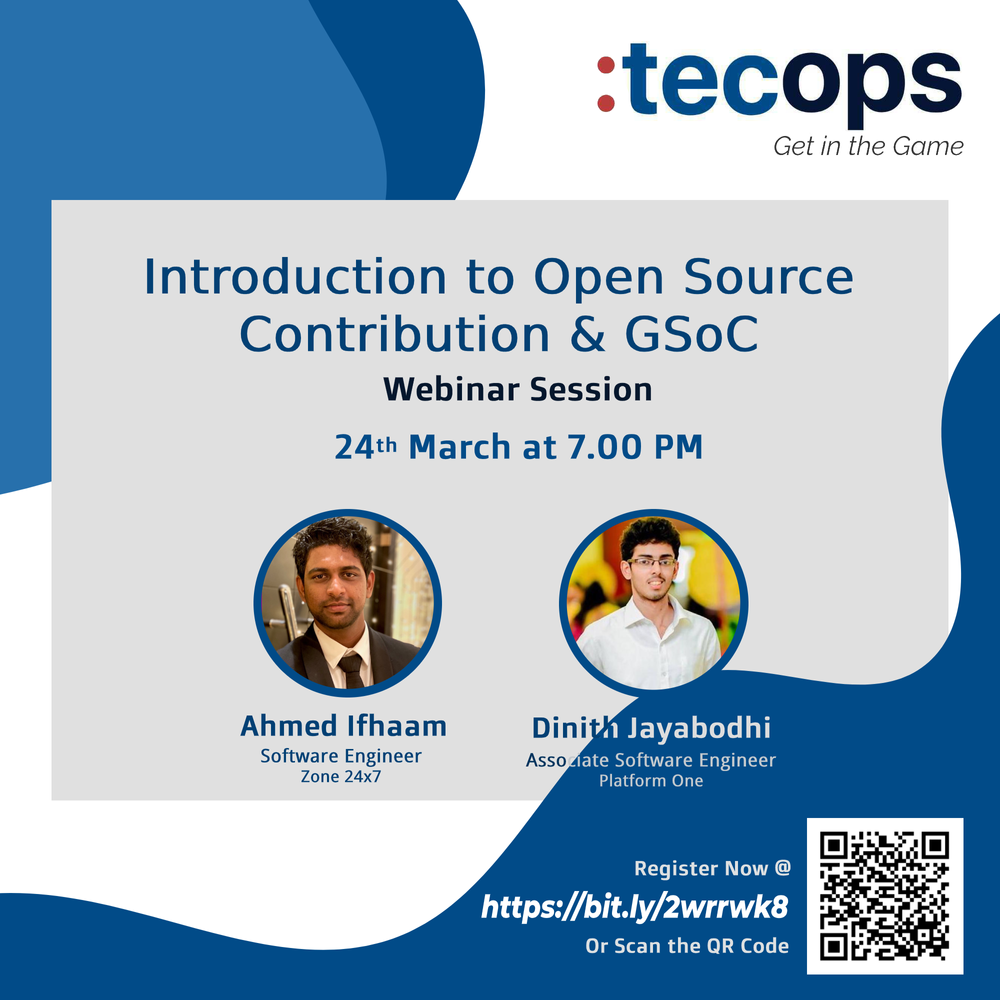 :tecops
Get in the Game
Introduction to Open Source
Contribution & GSoC
Webinar Session
24th March at 7.00 PM
Ahmed Ifhaam
Software Engineer
Zone 24x7
Dinith Jayabodhi
Associate Software Engineer
Platform One
Register Now @
https://bit.ly/2wrrwk8
Or Scan the QR Code